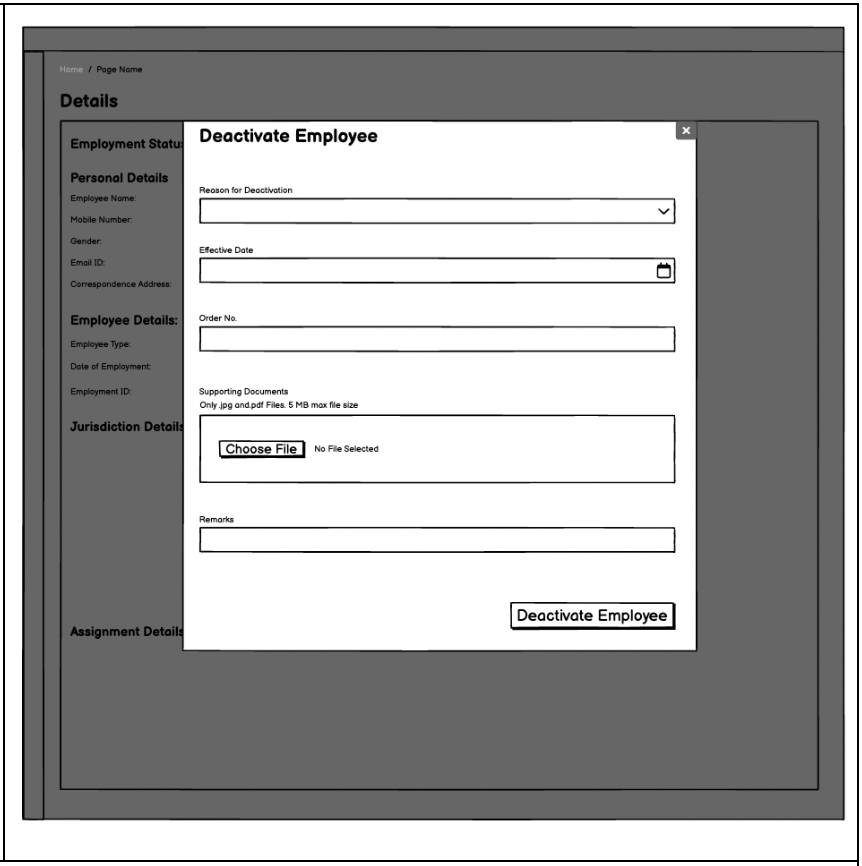 Home / Page Name
Details
Employment Statu
Personal Details
Employee Name:
Mobile Number:
Gender:
Email ID:
Correspondence Address:
Employee Details:
Employee Type:
Date of Employment:
Employment ID:
Jurisdiction Details
Assignment Details
Deactivate Employee
×
Reason for Deactivation
Effective Date
Order No.
Supporting Documents
Only .jpg and.pdf Files. 5 MB max file size
Choose File No File Selected
Remarks
Deactivate Employee